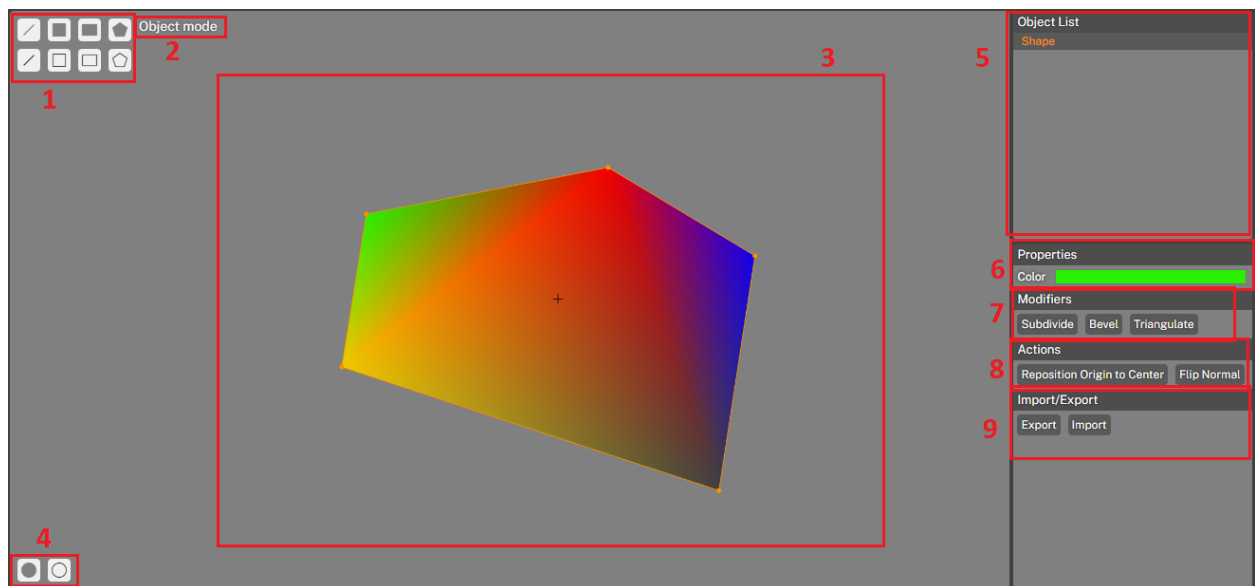 Object mode
1
2
3
4
Object List
Shape
5
Properties
Color
6
Modifiers
Subdivide Bevel Triangulate
7
Actions
Reposition Origin to Center Flip Normal
8
Import/Export
Export Import
9